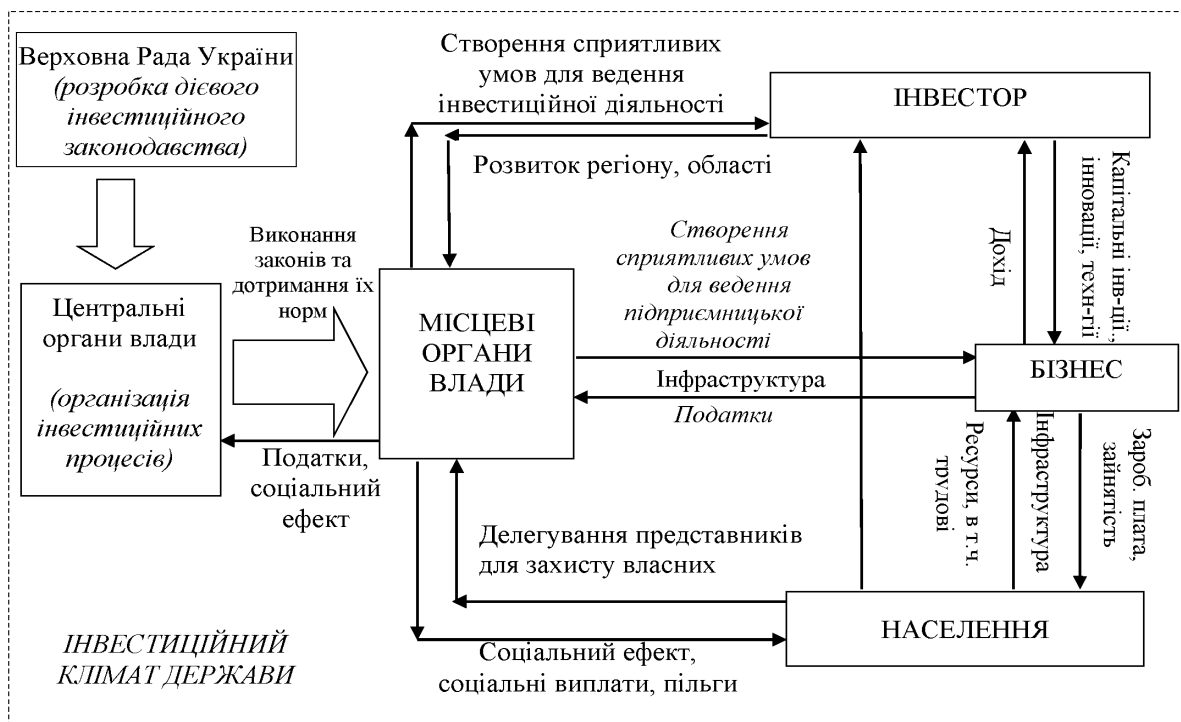 Верховна Рада України
(розробка дієвого
інвестиційного
законодавства)
Створення сприятливих
умов для ведення
інвестиційної діяльності
ІНВЕСТОР
Розвиток регіону, області
Капітальні інв-ції,
інновації, техн-гії
Дохід
Виконання
законів та
дотримання їх
норм
Створення
сприятливих умов
для ведення
підприємницької
діяльності
Центральні
органи влади
(організація
інвестиційних
процесів)
МІСЦЕВІ
ОРГАНИ
ВЛАДИ
БІЗНЕС
Інфраструктура
Податки
Податки,
соціальний
ефект
Ресурси, в т.ч.
трудові
Інфраструктура
Зароб. плата,
зайнятість
Делегування представників
для захисту власних
НАСЕЛЕННЯ
Соціальний ефект,
соціальні виплати, пільги
ІНВЕСТИЦІЙНИЙ
КЛІМАТ ДЕРЖАВИ